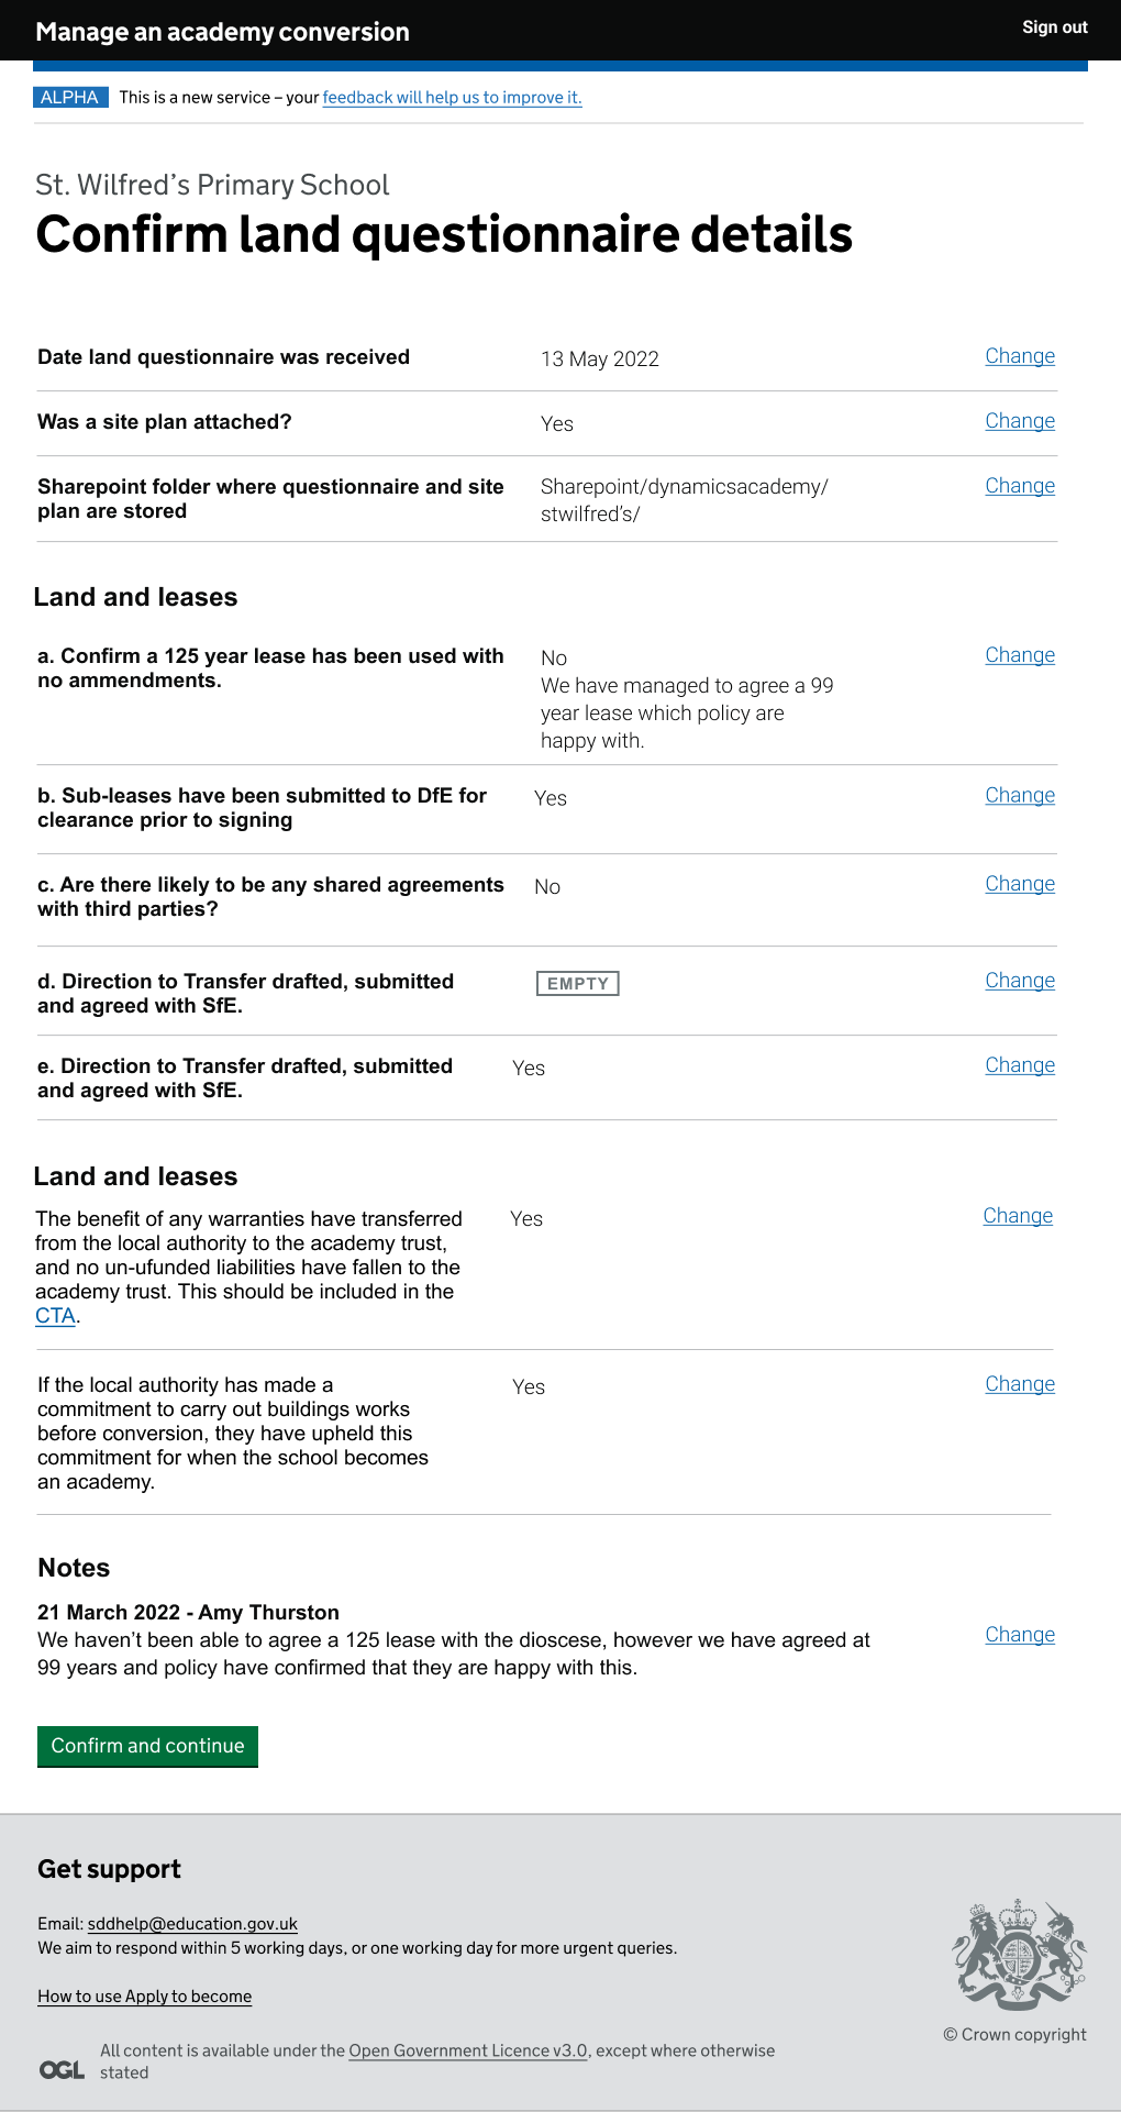 Manage an academy conversion
Sign out
ALPHA This is a new service – your feedback will help us to improve it.
St. Wilfred's Primary School
Confirm land questionnaire details
Date land questionnaire was received
13 May 2022
Change
Was a site plan attached?
Yes
Change
Sharepoint folder where questionnaire and site
plan are stored
Sharepoint/dynamicsacademy/
stwilfred's/
Change
Land and leases
a. Confirm a 125 year lease has been used with
no ammendments.
No
We have managed to agree a 99
year lease which policy are
happy with.
Change
b. Sub-leases have been submitted to DfE for
clearance prior to signing
Yes
Change
c. Are there likely to be any shared agreements
with third parties?
No
Change
d. Direction to Transfer drafted, submitted
and agreed with SfE.
EMPTY
Change
e. Direction to Transfer drafted, submitted
and agreed with SfE.
Yes
Change
Land and leases
The benefit of any warranties have transferred
from the local authority to the academy trust,
and no un-ufunded liabilities have fallen to the
academy trust. This should be included in the
CTA.
Yes
Change
If the local authority has made a
commitment to carry out buildings works
before conversion, they have upheld this
commitment for when the school becomes
an academy.
Yes
Change
Notes
21 March 2022 - Amy Thurston
We haven't been able to agree a 125 lease with the dioscese, however we have agreed at
99 years and policy have confirmed that they are happy with this.
Change
Confirm and continue
Get support
Email: sddhelp@education.gov.uk
We aim to respond within 5 working days, or one working day for more urgent queries.
How to use Apply to become
OGL
All content is available under the Open Government Licence v3.0, except where otherwise
stated
© Crown copyright